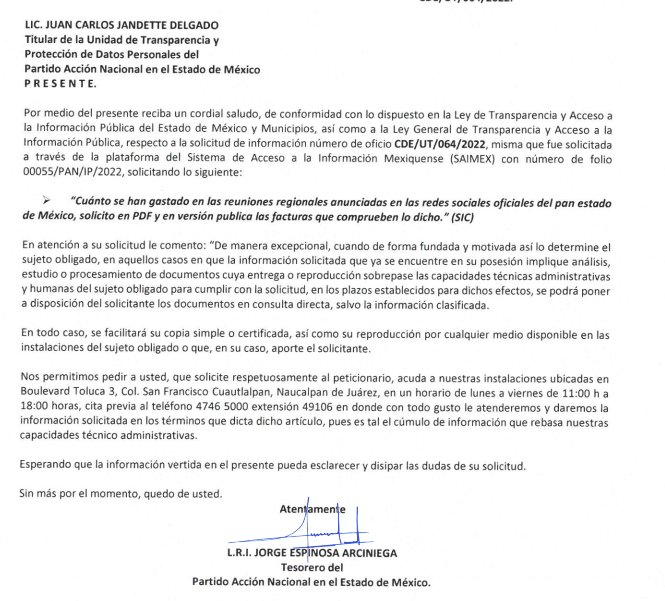 LIC. JUAN CARLOS JANDETTE DELGADO
Titular de la Unidad de Transparencia y
Protección de Datos Personales del
Partido Acción Nacional en el Estado de México
P R E S E N T E.
Por medio del presente reciba un cordial saludo, de conformidad con lo dispuesto en la Ley de Transparencia y Acceso a
la Información Pública del Estado de México y Municipios, así como a la Ley General de Transparencia y Acceso a la
Información Pública, respecto a la solicitud de información número de oficio CDE/UT/064/2022, misma que fue solicitada
a través de la plataforma del Sistema de Acceso a la Información Mexiquense (SAIMEX) con número de folio
00055/PAN/IP/2022, solicitando lo siguiente:
➢ "Cuánto se han gastado en las reuniones regionales anunciadas en las redes sociales oficiales del pan estado
de México, solicito en PDF y en versión publica las facturas que comprueben lo dicho." (SIC)
En atención a su solicitud le comento: "De manera excepcional, cuando de forma fundada y motivada así lo determine el
sujeto obligado, en aquellos casos en que la información solicitada que ya se encuentre en su posesión implique análisis,
estudio o procesamiento de documentos cuya entrega o reproducción sobrepase las capacidades técnicas administrativas
y humanas del sujeto obligado para cumplir con la solicitud, en los plazos establecidos para dichos efectos, se podrá poner
a disposición del solicitante los documentos en consulta directa, salvo la información clasificada.
En todo caso, se facilitará su copia simple o certificada, así como su reproducción por cualquier medio disponible en las
instalaciones del sujeto obligado o que, en su caso, aporte el solicitante.
Nos permitimos pedir a usted, que solicite respetuosamente al peticionario, acuda a nuestras instalaciones ubicadas en
Boulevard Toluca 3, Col. San Francisco Cuautlalpan, Naucalpan de Juárez, en un horario de lunes a viernes de 11:00 h a
18:00 horas, cita previa al teléfono 4746 5000 extensión 49106 en donde con todo gusto le atenderemos y daremos la
información solicitada en los términos que dicta dicho artículo, pues es tal el cúmulo de información que rebasa nuestras
capacidades técnico administrativas.
Esperando que la información vertida en el presente pueda esclarecer y disipar las dudas de su solicitud.
Sin más por el momento, quedo de usted.
Atentamente
L.R.I. JORGE ESPINOSA ARCINIEGA
Tesorero del
Partido Acción Nacional en el Estado de México.